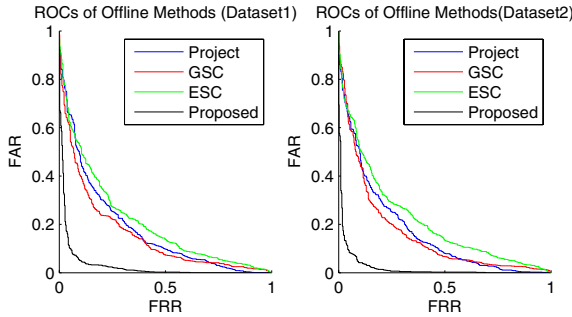 ROCs of Offline Methods (Dataset1)
1
0.8
0.6
0.4
0.2
0
FAR
0
0.5
1
FRR
Project
GSC
ESC
Proposed
ROCs of Offline Methods(Dataset2)
1
0.8
0.6
0.4
0.2
0
FAR
0
0.5
1
FRR
Project
GSC
ESC
Proposed